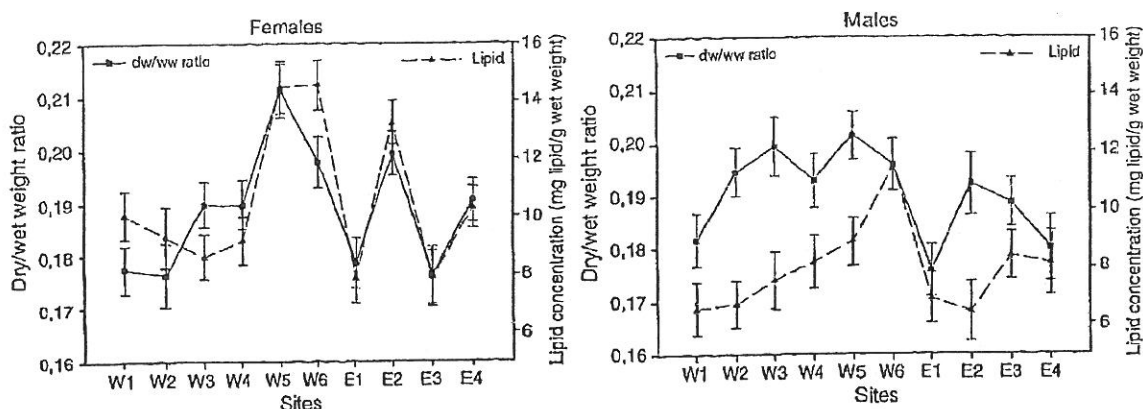 Females
0,22
0,21
0,20
0,19
0,18
0,17
0,16
Dry/wet weight ratio
dw/ww ratio
Lipid
16
14
12
10
8
6
Lipid concentration (mg lipid/g wet weight)
W1 W2 W3 W4 W5 W6 E1 E2 E3 E4
Sites
Males
0,22
0,21
0,20
0,19
0,18
0,17
0,16
Dry/wet weight ratio
dw/ww ratio
Lipid
16
14
12
10
8
6
Lipid concentration (mg lipid/g wet weight)
W1 W2 W3 W4 W5 W6 E1 E2 E3 E4
Sites